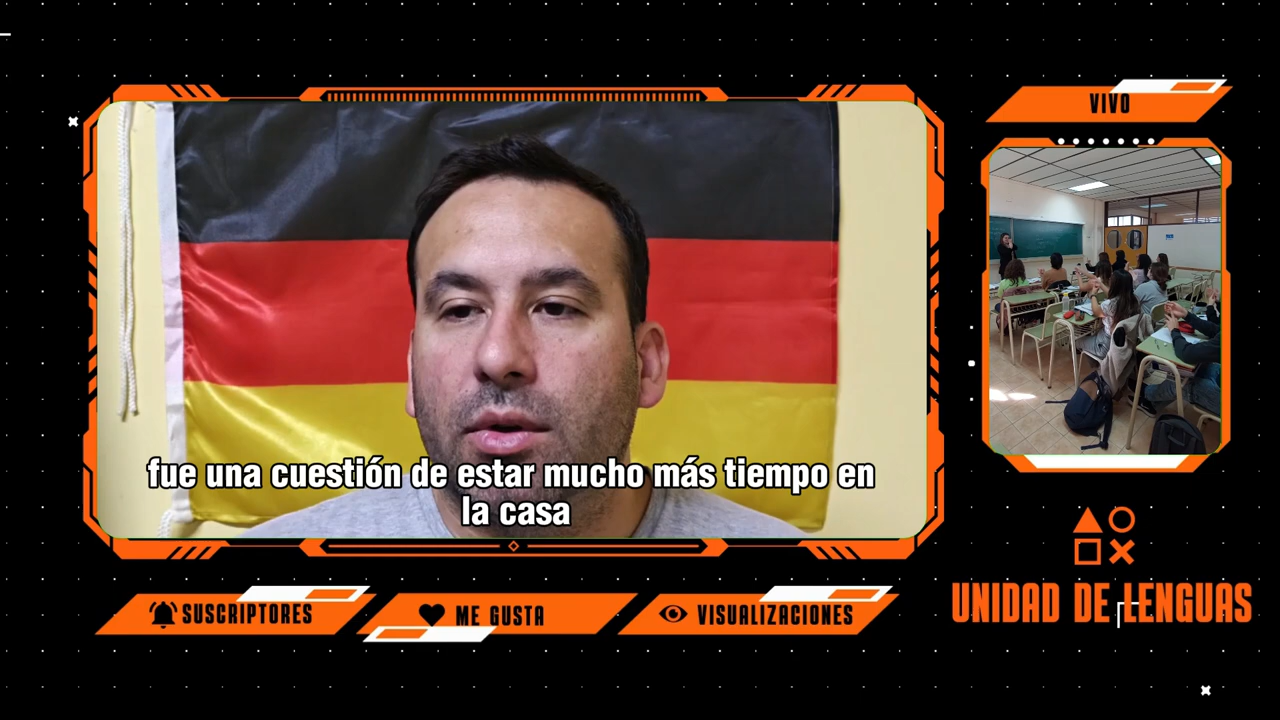 VIVO
fue una cuestión de estar mucho más tiempo en
la casa
SUSCRIPTORES
ME GUSTA
VISUALIZACIONES
UNIDAD DE LENGUAS